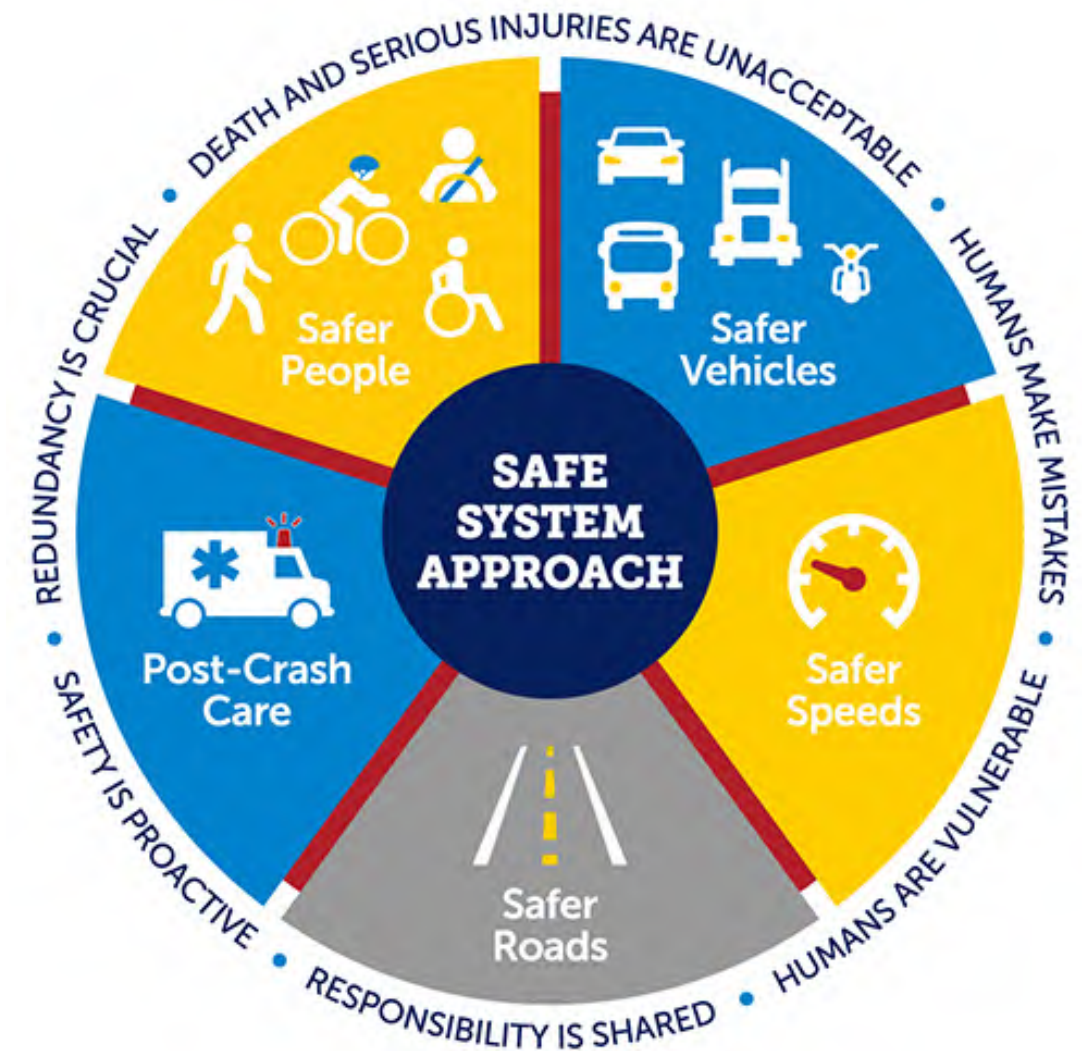 DEATH AND SERIOUS INJURIES ARE UNACCEPTABLE
HUMANS MAKE MISTAKES
HUMANS ARE VULNERABLE
RESPONSIBILITY IS SHARED
SAFETY IS PROACTIVE
REDUNDANCY IS CRUCIAL
Safer
People
Safer
Vehicles
SAFE
SYSTEM
APPROACH
Safer
Speeds
Post-Crash
Care
Safer
Roads